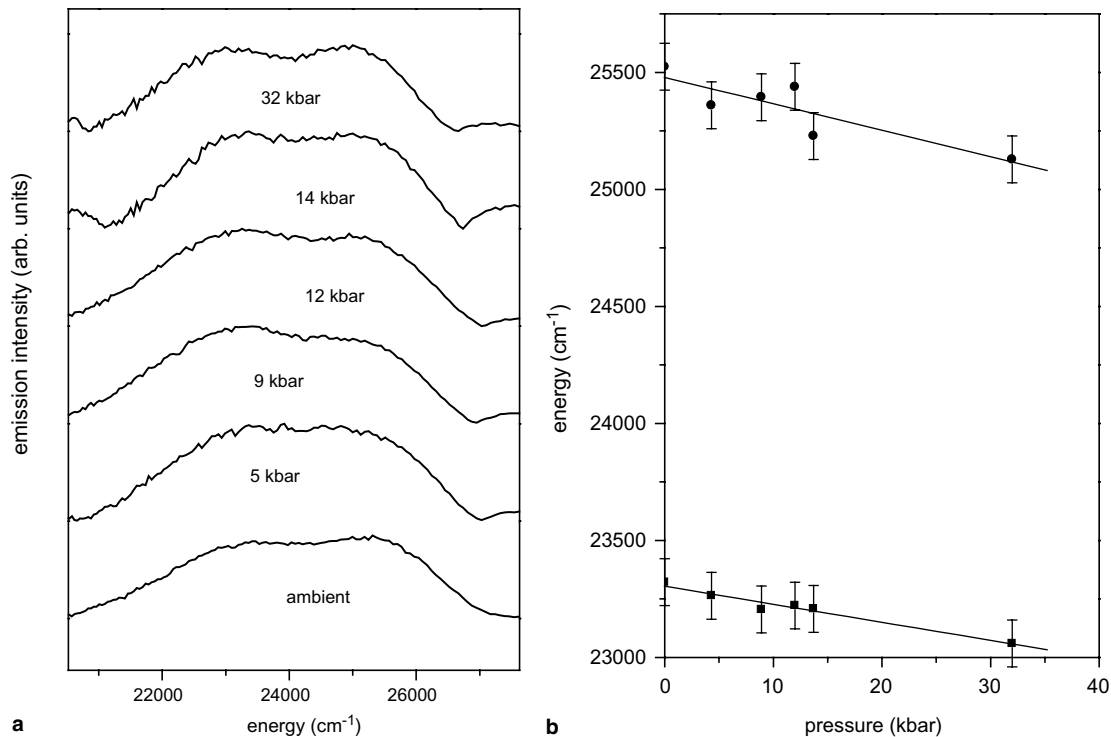 emission intensity (arb. units)
32 kbar
14 kbar
12 kbar
9 kbar
5 kbar
ambient
22000 24000 26000
energy (cm-1)
a
energy (cm-1)
25500
25000
24500
24000
23500
23000
0 10 20 30 40
pressure (kbar)
b